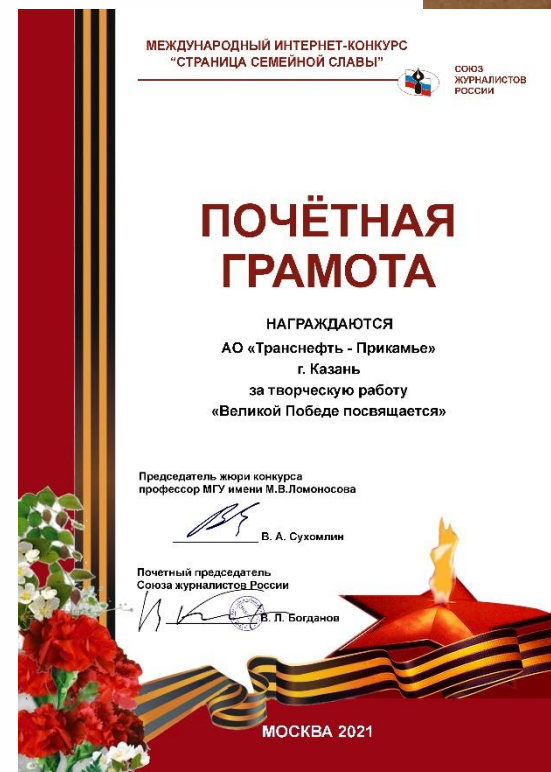 МЕЖДУНАРОДНЫЙ ИНТЕРНЕТ-КОНКУРС
“СТРАНИЦА СЕМЕЙНОЙ СЛАВЫ”
СОЮЗ
ЖУРНАЛИСТОВ
РОССИИ
ПОЧЁТНАЯ
ГРАМОТА
НАГРАЖДАЮТСЯ
АО «Транснефть - Прикамье»
г. Казань
за творческую работу
«Великой Победе посвящается»
Председатель жюри конкурса
профессор МГУ имени М.В.Ломоносова
В. А. Сухомлин
Почетный председатель
Союза журналистов России
В. Л. Богданов
МОСКВА 2021